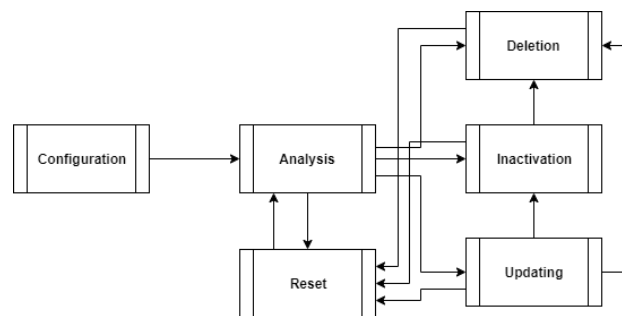 Deletion
Configuration
Analysis
Inactivation
Reset
Updating